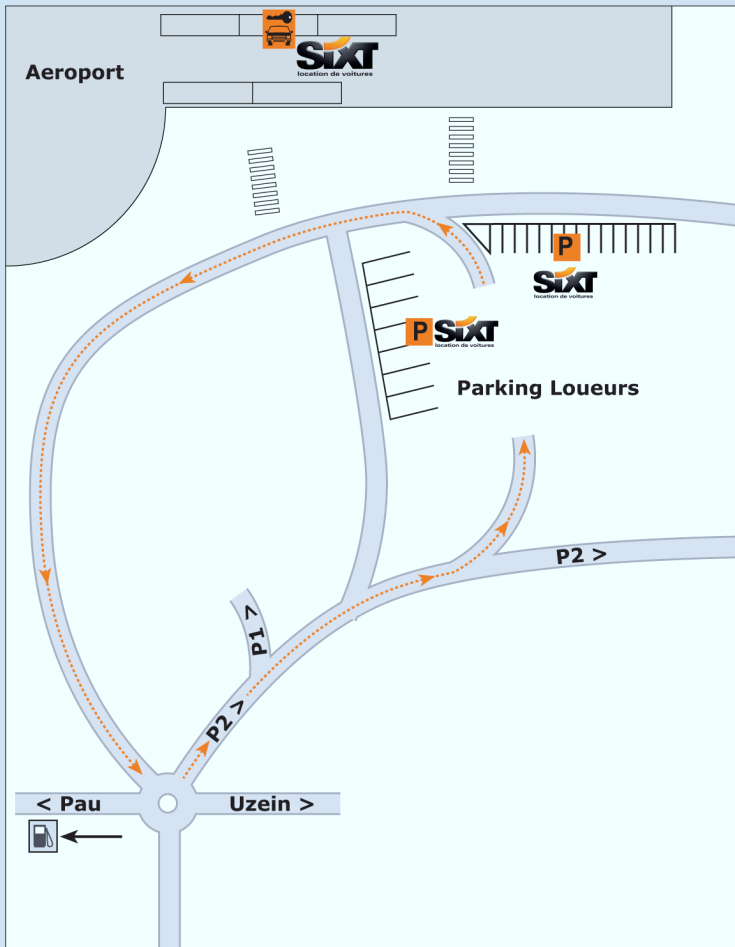 SIXT
location de voitures
Aeroport
P
SIXT
location de voitures
P SIXT
location de voitures
Parking Loueurs
P2 >
P1 >
P2 >
< Pau
Uzein >